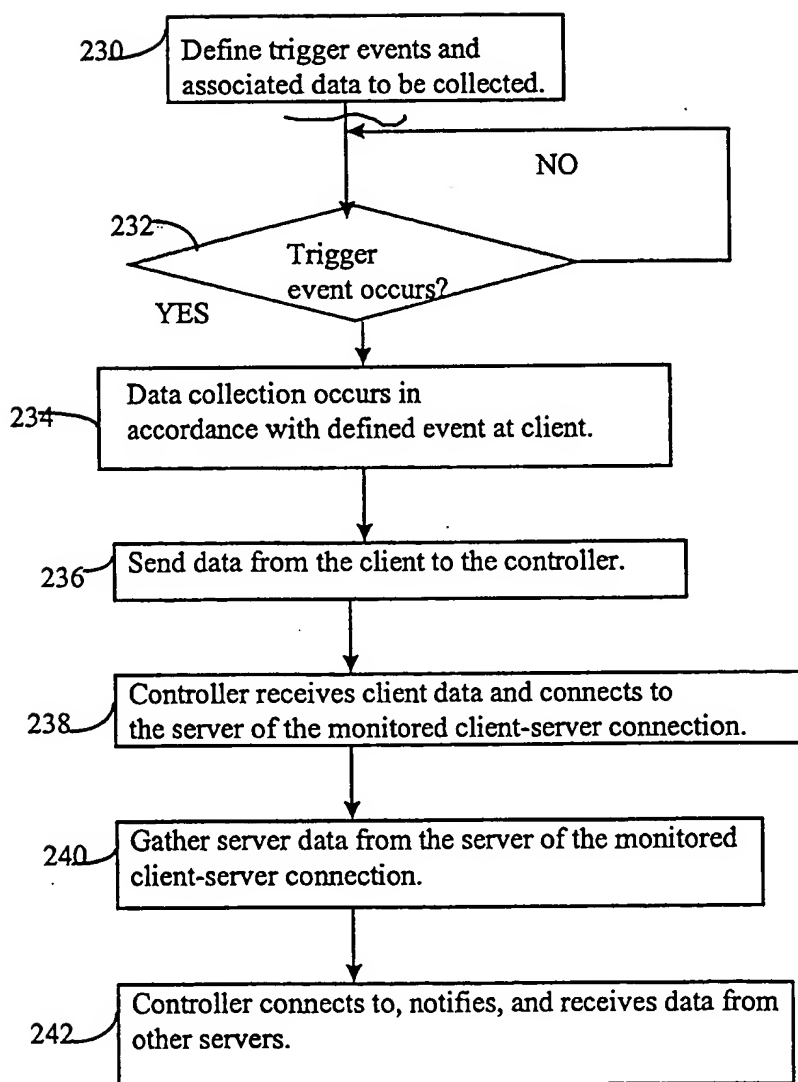 230
Define trigger events and
associated data to be collected.
NO
232
Trigger
event occurs?
YES
234
Data collection occurs in
accordance with defined event at client.
236
Send data from the client to the controller.
238
Controller receives client data and connects to
the server of the monitored client-server connection.
240
Gather server data from the server of the monitored
client-server connection.
242
Controller connects to, notifies, and receives data from
other servers.